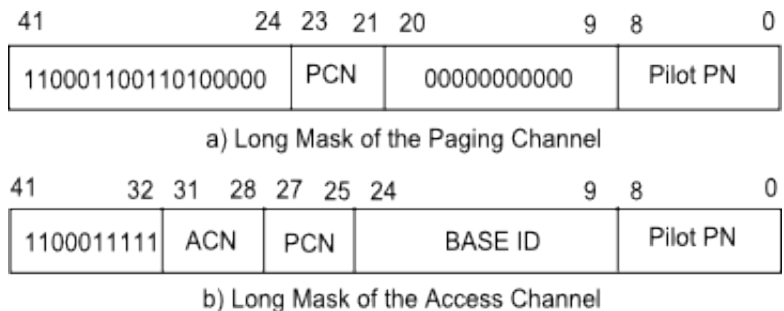 41 24 23 21 20 9 8 0
110001100110100000 PCN 00000000000 Pilot PN
a) Long Mask of the Paging Channel
41 32 31 28 27 25 24 9 8 0
1100011111 ACN PCN BASE ID Pilot PN
b) Long Mask of the Access Channel